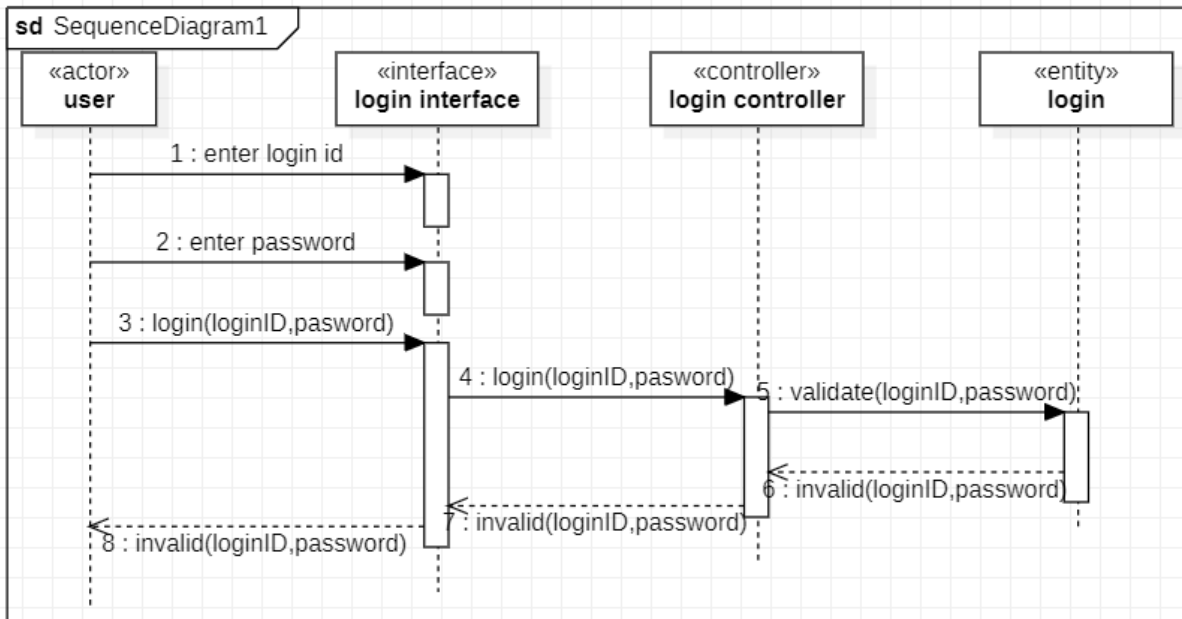 sd SequenceDiagram1
«actor»
user
«interface»
login interface
«controller»
login controller
«entity»
login
1 : enter login id
2 : enter password
3 : login(loginID,pasword)
4 : login(loginID,pasword)
5 : validate(loginID,password)
6 : invalid(loginID,password)
7 : invalid(loginID,password)
8 : invalid(loginID,password)